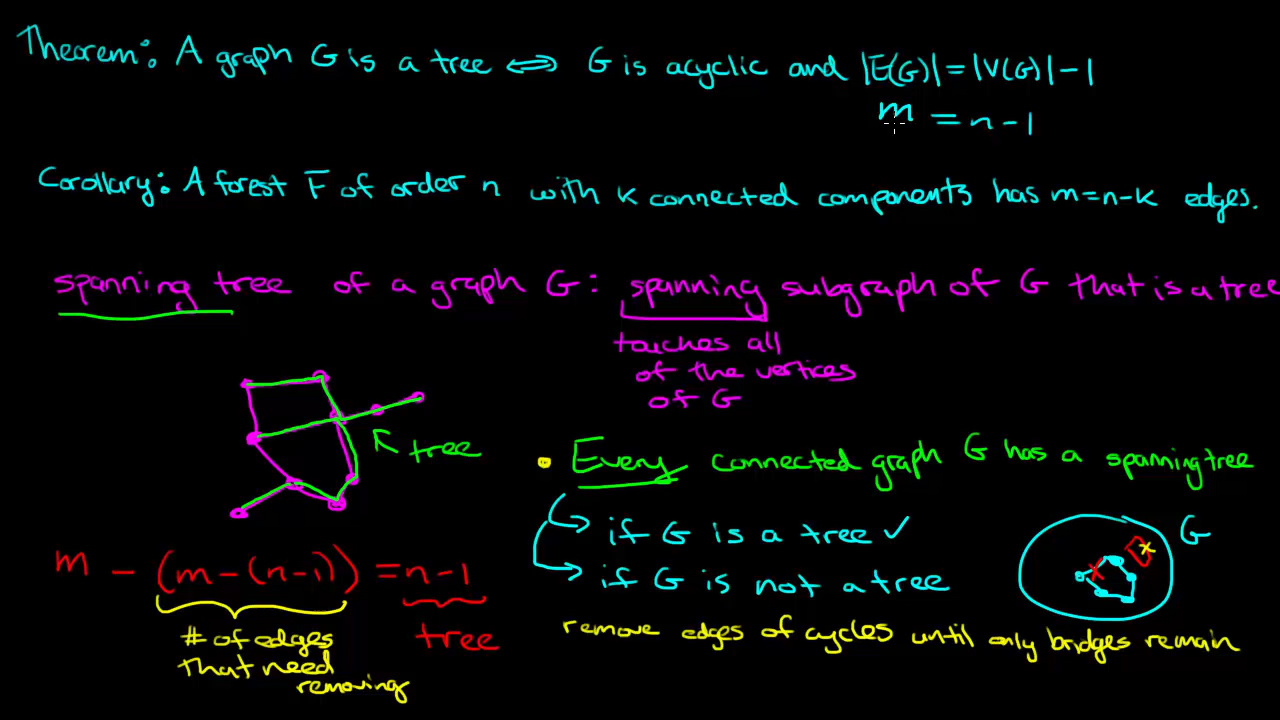 Theorem: A graph G is a tree ⟺ G is acyclic and |E(G)| = |V(G)| - 1
m = n - 1
Corollary: A forest F of order n with k connected components has m = n - k edges.
spanning tree of a graph G: spanning subgraph of G that is a tree
touches all
of the vertices
of G
tree
• Every connected graph G has a spanning tree
if G is a tree ✓
G
if G is not a tree
remove edges of cycles until only bridges remain
m - (m - (n-1)) = n-1
# of edges
that need
removing
tree